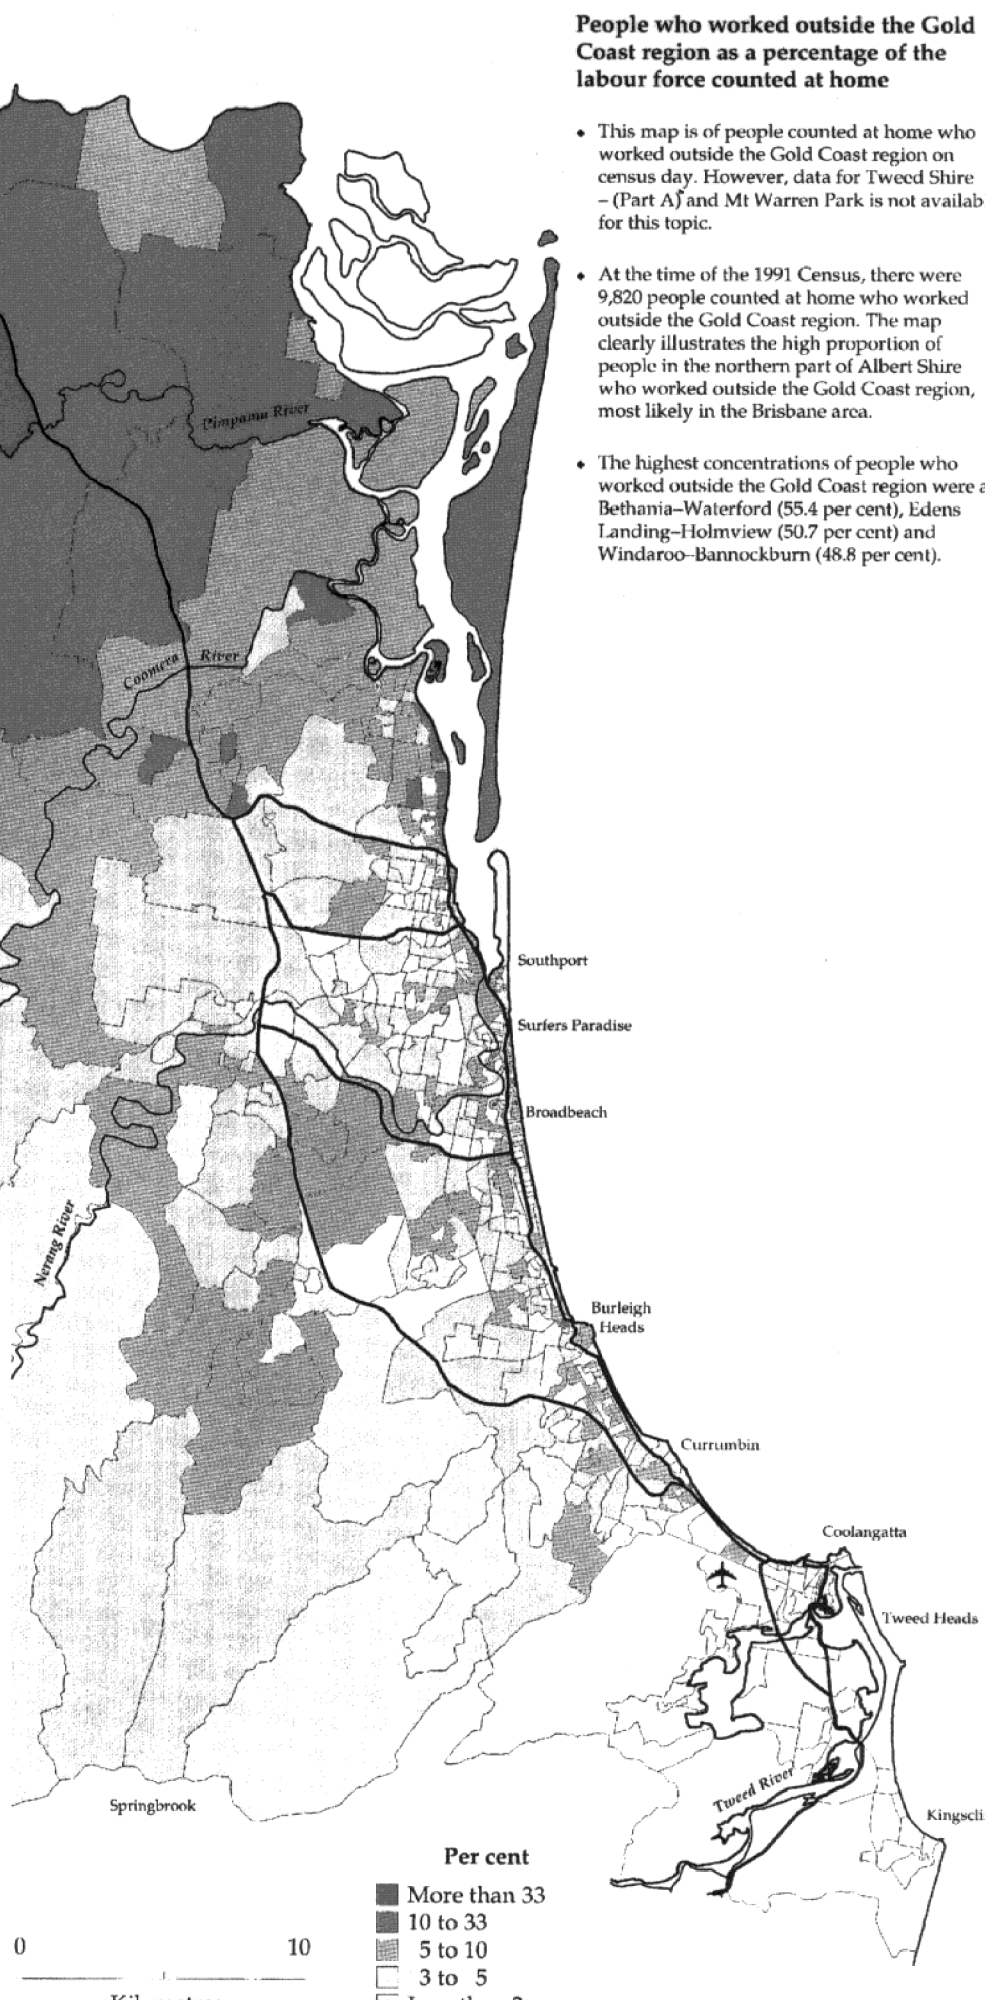 People who worked outside the Gold
Coast region as a percentage of the
labour force counted at home
• This map is of people counted at home who
worked outside the Gold Coast region on
census day. However, data for Tweed Shire
– (Part A) and Mt Warren Park is not availab
for this topic.
• At the time of the 1991 Census, there were
9,820 people counted at home who worked
outside the Gold Coast region. The map
clearly illustrates the high proportion of
people in the northern part of Albert Shire
who worked outside the Gold Coast region,
most likely in the Brisbane area.
• The highest concentrations of people who
worked outside the Gold Coast region were a
Bethania–Waterford (55.4 per cent), Edens
Landing–Holmview (50.7 per cent) and
Windaroo–Bannockburn (48.8 per cent).
Pimpama River
Coomera River
Southport
Surfers Paradise
Broadbeach
Nerang River
Burleigh
Heads
Currumbin
Coolangatta
Tweed Heads
Tweed River
Kingscli
Springbrook
Per cent
More than 33
10 to 33
5 to 10
3 to 5
0 10